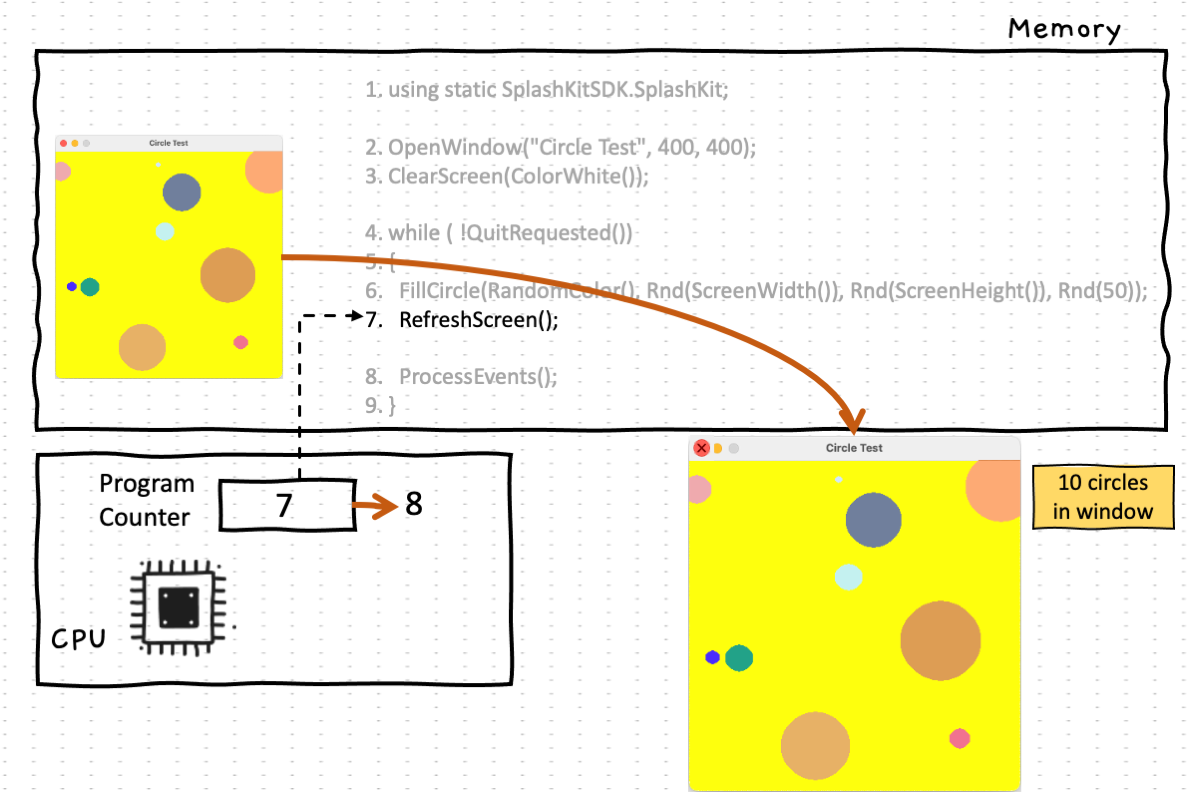 Memory
1. using static SplashKitSDK.SplashKit;
Circle Test
2. OpenWindow("Circle Test", 400, 400);
3. ClearScreen(ColorWhite());
4. while ( !QuitRequested())
5. {
6. FillCircle(RandomColor(), Rnd(ScreenWidth()), Rnd(ScreenHeight()), Rnd(50));
7. RefreshScreen();
8. ProcessEvents();
9. }
Circle Test
Program
Counter
7
8
10 circles
in window
CPU